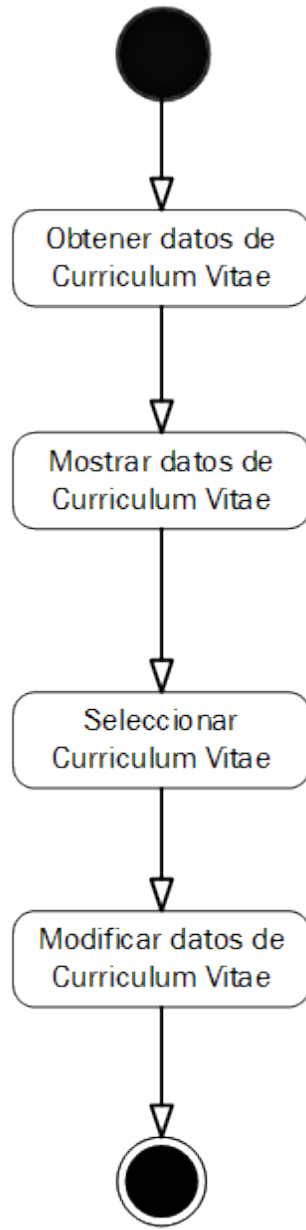 Obtener datos de
Curriculum Vitae
Mostrar datos de
Curriculum Vitae
Seleccionar
Curriculum Vitae
Modificar datos de
Curriculum Vitae